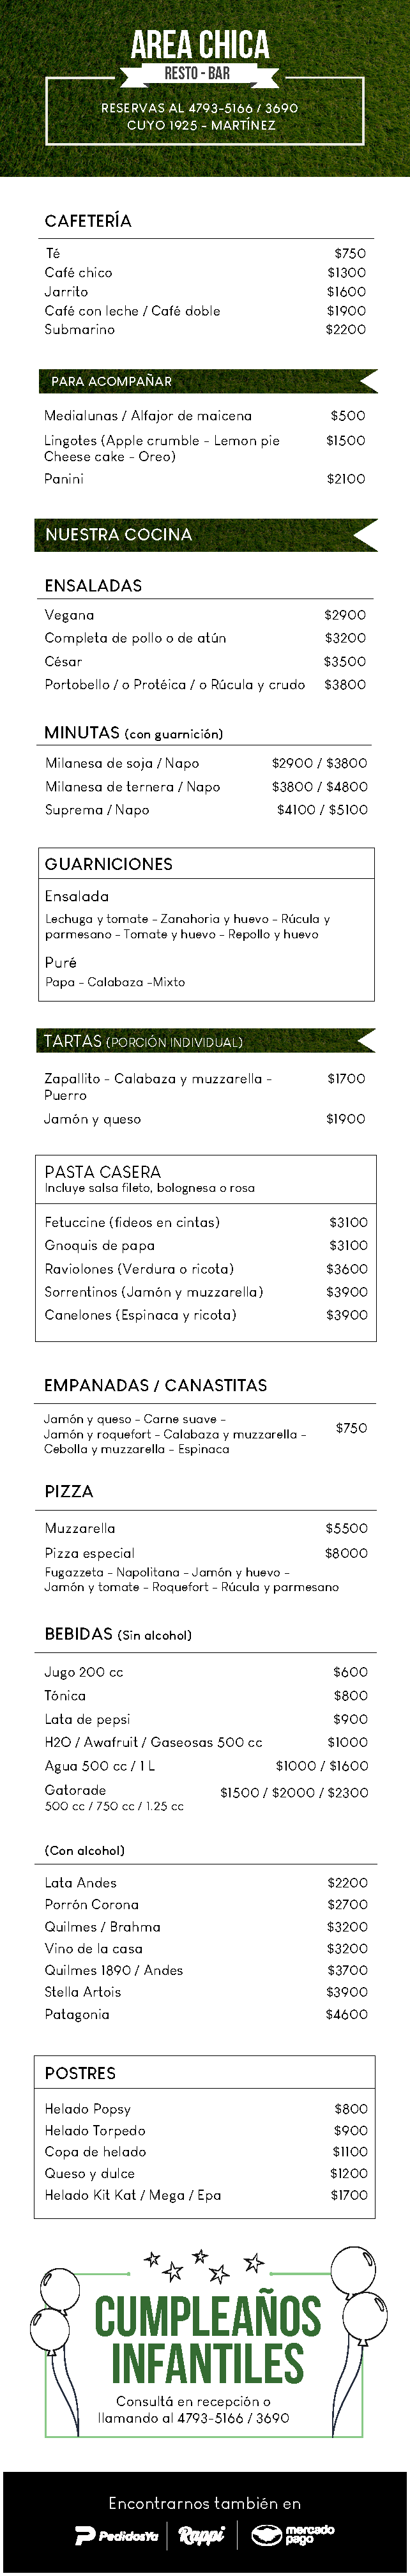 AREA CHICA
RESTO - BAR
RESERVAS AL 4793-5166 / 3690
CUYO 1925 - MARTÍNEZ
CAFETERÍA
Té $750
Café chico $1300
Jarrito $1600
Café con leche / Café doble $1900
Submarino $2200
PARA ACOMPAÑAR
Medialunas / Alfajor de maicena $500
Lingotes (Apple crumble - Lemon pie $1500
Cheese cake - Oreo)
Panini $2100
NUESTRA COCINA
ENSALADAS
Vegana $2900
Completa de pollo o de atún $3200
César $3500
Portobello / o Protéica / o Rúcula y crudo $3800
MINUTAS (con guarnición)
Milanesa de soja / Napo $2900 / $3800
Milanesa de ternera / Napo $3800 / $4800
Suprema / Napo $4100 / $5100
GUARNICIONES
Ensalada
Lechuga y tomate - Zanahoria y huevo - Rúcula y
parmesano - Tomate y huevo - Repollo y huevo
Puré
Papa - Calabaza -Mixto
TARTAS (PORCIÓN INDIVIDUAL)
Zapallito - Calabaza y muzzarella - $1700
Puerro
Jamón y queso $1900
PASTA CASERA
Incluye salsa fileto, bolognesa o rosa
Fetuccine (fideos en cintas) $3100
Gnoquis de papa $3100
Raviolones (Verdura o ricota) $3600
Sorrentinos (Jamón y muzzarella) $3900
Canelones (Espinaca y ricota) $3900
EMPANADAS / CANASTITAS
Jamón y queso - Carne suave -
Jamón y roquefort - Calabaza y muzzarella - $750
Cebolla y muzzarella - Espinaca
PIZZA
Muzzarella $5500
Pizza especial $8000
Fugazzeta - Napolitana - Jamón y huevo -
Jamón y tomate - Roquefort - Rúcula y parmesano
BEBIDAS (Sin alcohol)
Jugo 200 cc $600
Tónica $800
Lata de pepsi $900
H2O / Awafruit / Gaseosas 500 cc $1000
Agua 500 cc / 1 L $1000 / $1600
Gatorade $1500 / $2000 / $2300
500 cc / 750 cc / 1.25 cc
(Con alcohol)
Lata Andes $2200
Porrón Corona $2700
Quilmes / Brahma $3200
Vino de la casa $3200
Quilmes 1890 / Andes $3700
Stella Artois $3900
Patagonia $4600
POSTRES
Helado Popsy $800
Helado Torpedo $900
Copa de helado $1100
Queso y dulce $1200
Helado Kit Kat / Mega / Epa $1700
CUMPLEAÑOS
INFANTILES
Consultá en recepción o
llamando al 4793-5166 / 3690
Encontrarnos también en
PedidosYa Rappi mercado
pago